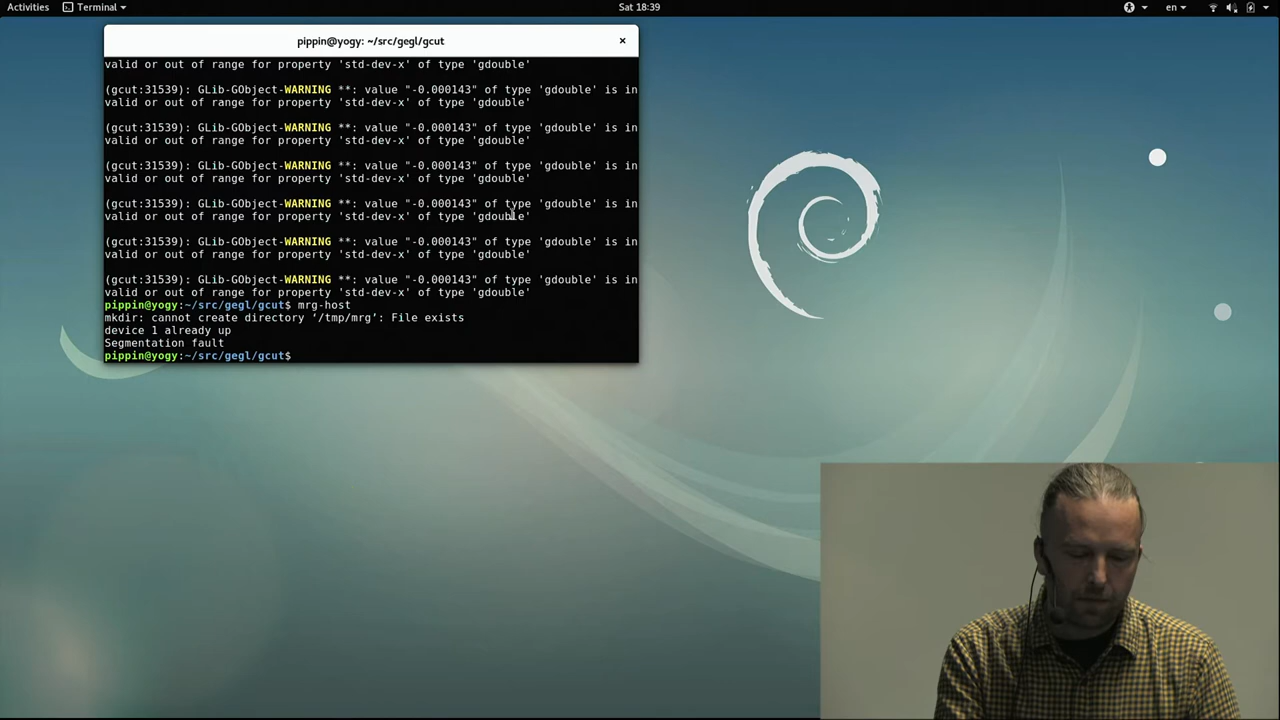 Activities Terminal Sat 18:39 en
pippin@yogy: ~/src/gegl/gcut ×
valid or out of range for property 'std-dev-x' of type 'gdouble'
(gcut:31539): GLib-GObject-WARNING **: value "-0.000143" of type 'gdouble' is in
valid or out of range for property 'std-dev-x' of type 'gdouble'
(gcut:31539): GLib-GObject-WARNING **: value "-0.000143" of type 'gdouble' is in
valid or out of range for property 'std-dev-x' of type 'gdouble'
(gcut:31539): GLib-GObject-WARNING **: value "-0.000143" of type 'gdouble' is in
valid or out of range for property 'std-dev-x' of type 'gdouble'
(gcut:31539): GLib-GObject-WARNING **: value "-0.000143" of type 'gdouble' is in
valid or out of range for property 'std-dev-x' of type 'gdouble'
(gcut:31539): GLib-GObject-WARNING **: value "-0.000143" of type 'gdouble' is in
valid or out of range for property 'std-dev-x' of type 'gdouble'
(gcut:31539): GLib-GObject-WARNING **: value "-0.000143" of type 'gdouble' is in
valid or out of range for property 'std-dev-x' of type 'gdouble'
pippin@yogy:~/src/gegl/gcut$ mrg-host
mkdir: cannot create directory ‘/tmp/mrg’: File exists
device 1 already up
Segmentation fault
pippin@yogy:~/src/gegl/gcut$